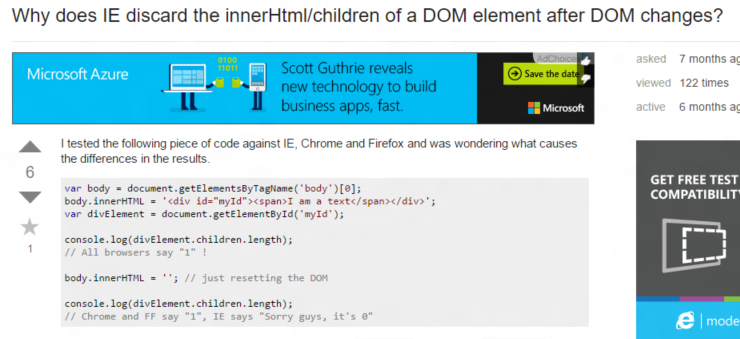 Why does IE discard the innerHtml/children of a DOM element after DOM changes?
Microsoft Azure
0100
11011
Scott Guthrie reveals
new technology to build
business apps, fast.
AdChoices
Save the date
Microsoft
asked 7 months ag
viewed 122 times
active 6 months ag
I tested the following piece of code against IE, Chrome and Firefox and was wondering what causes
the differences in the results.
6
1
var body = document.getElementsByTagName('body')[0];
body.innerHTML = '<div id="myId"><span>I am a text</span></div>';
var divElement = document.getElementById('myId');
console.log(divElement.children.length);
// All browsers say "1" !
body.innerHTML = ''; // just resetting the DOM
console.log(divElement.children.length);
// Chrome and FF say "1", IE says "Sorry guys, it's 0"
GET FREE TEST
COMPATIBILIT
mode